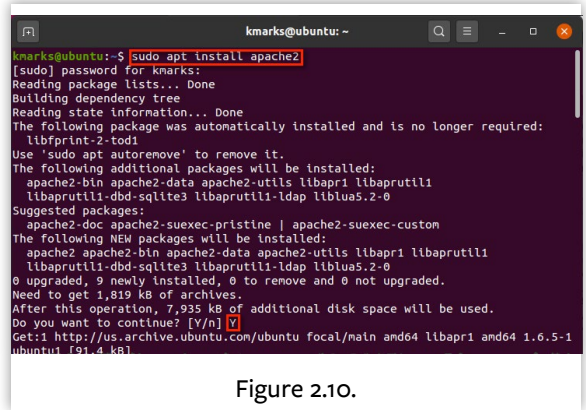 kmarks@ubuntu: ~
kmarks@ubuntu:~$ sudo apt install apache2
[sudo] password for kmarks:
Reading package lists... Done
Building dependency tree
Reading state information... Done
The following package was automatically installed and is no longer required:
  libfprint-2-tod1
Use 'sudo apt autoremove' to remove it.
The following additional packages will be installed:
  apache2-bin apache2-data apache2-utils libapr1 libaprutil1
  libaprutil1-dbd-sqlite3 libaprutil1-ldap liblua5.2-0
Suggested packages:
  apache2-doc apache2-suexec-pristine | apache2-suexec-custom
The following NEW packages will be installed:
  apache2 apache2-bin apache2-data apache2-utils libapr1 libaprutil1
  libaprutil1-dbd-sqlite3 libaprutil1-ldap liblua5.2-0
0 upgraded, 9 newly installed, 0 to remove and 0 not upgraded.
Need to get 1,819 kB of archives.
After this operation, 7,935 kB of additional disk space will be used.
Do you want to continue? [Y/n] Y
Get:1 http://us.archive.ubuntu.com/ubuntu focal/main amd64 libapr1 amd64 1.6.5-1
ubuntu1 [91.4 kB]
Figure 2.10.